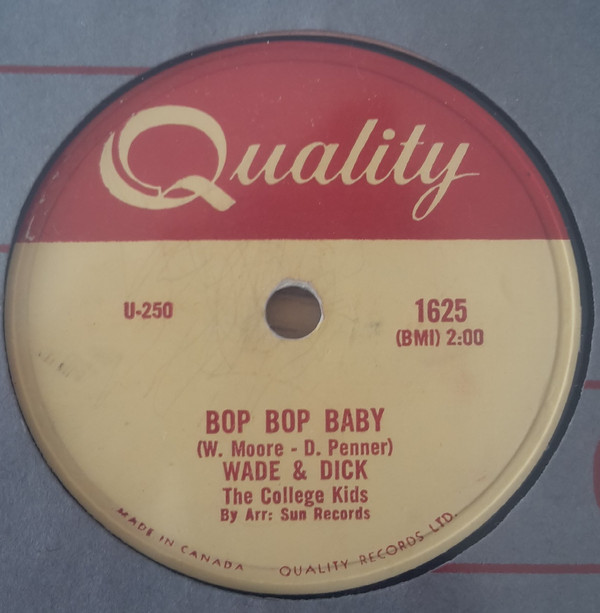 Quality
U-250
1625
(BMI) 2:00
BOP BOP BABY
(W. Moore - D. Penner)
WADE & DICK
The College Kids
By Arr: Sun Records
MADE IN CANADA
QUALITY RECORDS LTD.